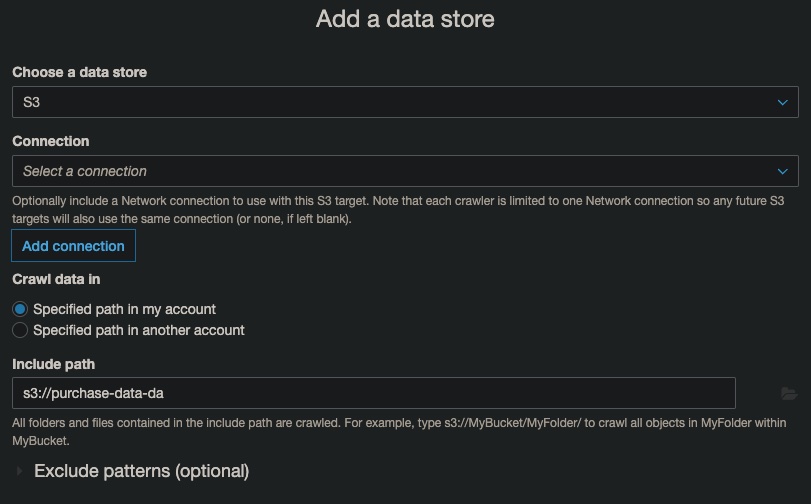 Add a data store
Choose a data store
S3
Connection
Select a connection
Optionally include a Network connection to use with this S3 target. Note that each crawler is limited to one Network connection so any future S3
targets will also use the same connection (or none, if left blank).
Add connection
Crawl data in
Specified path in my account
Specified path in another account
Include path
s3://purchase-data-da
All folders and files contained in the include path are crawled. For example, type s3://MyBucket/MyFolder/ to crawl all objects in MyFolder within
MyBucket.
Exclude patterns (optional)